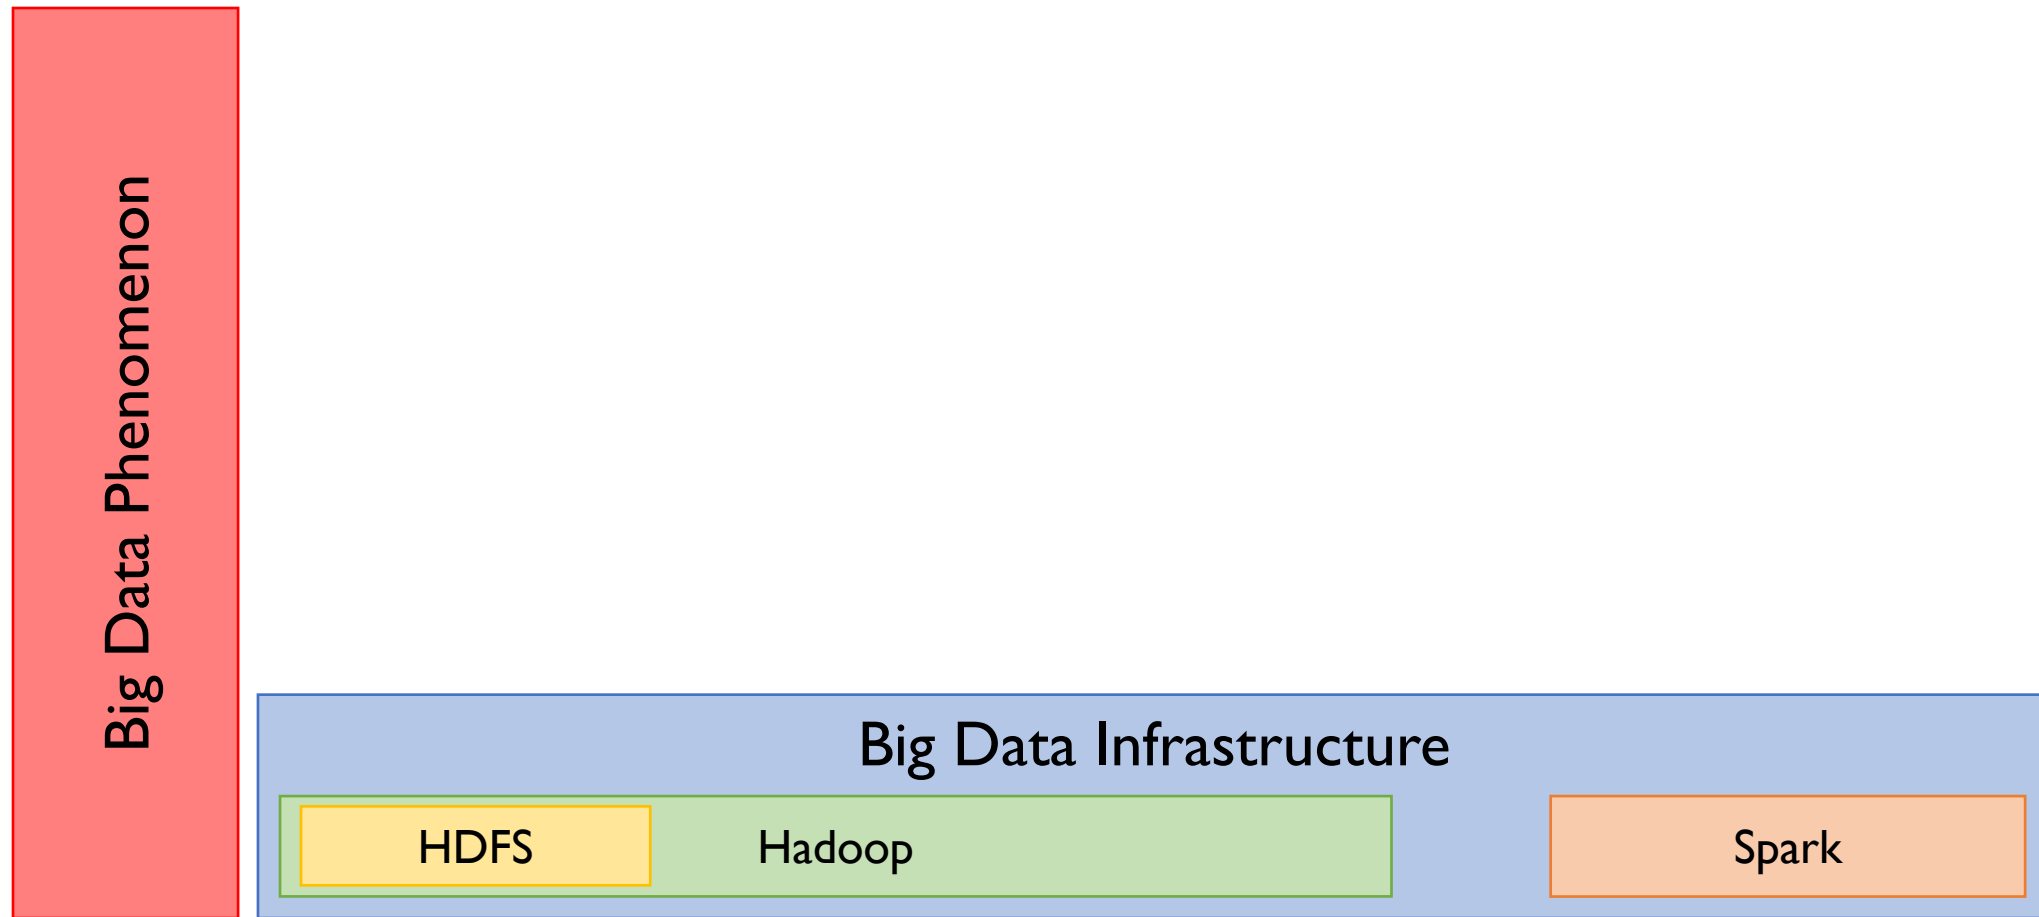 Big Data Phenomenon
Big Data Infrastructure
HDFS
Hadoop
Spark